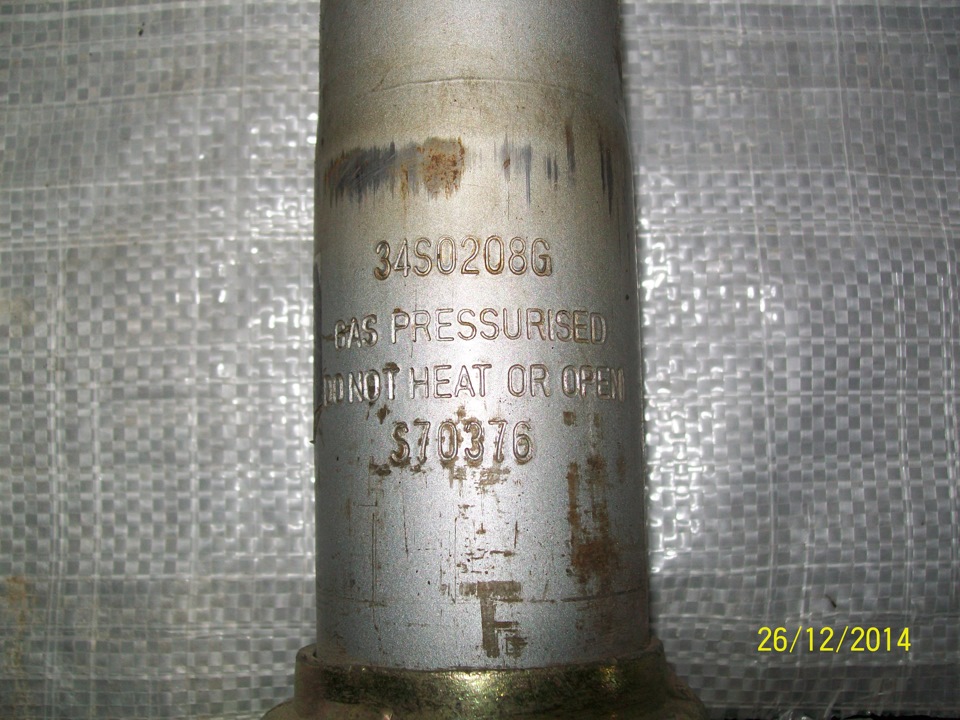 34S0208G
GAS PRESSURISED
DO NOT HEAT OR OPEN
S70376
F
26/12/2014